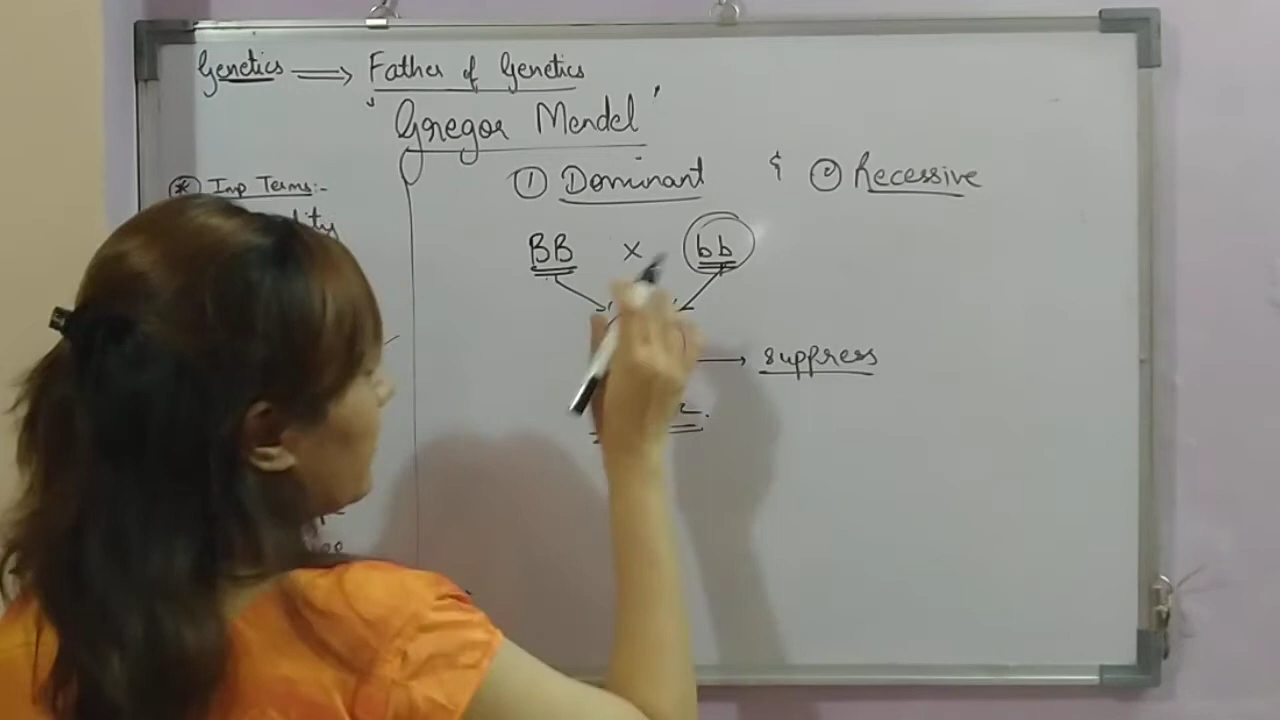 Genetics ⟶ Father of Genetics
'Gregor Mendel'
* Imp Terms:-
① Dominant & ② Recessive
BB × bb
→ suppress